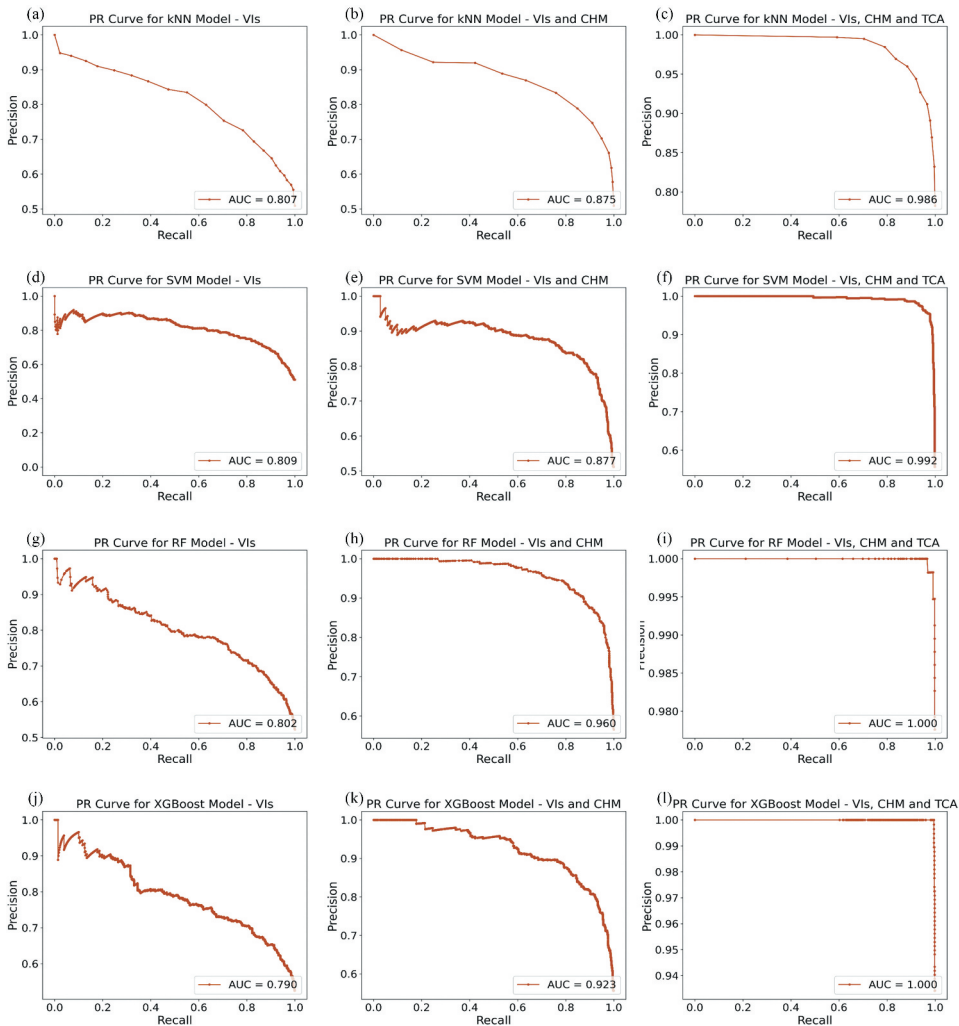 (a) PR Curve for kNN Model - VIs
1.0
0.9
0.8
0.7
0.6
0.5
Precision
AUC = 0.807
0.0 0.2 0.4 0.6 0.8 1.0
Recall
(b) PR Curve for kNN Model - VIs and CHM
1.0
0.9
0.8
0.7
0.6
0.5
Precision
AUC = 0.875
0.0 0.2 0.4 0.6 0.8 1.0
Recall
(c) PR Curve for kNN Model - VIs, CHM and TCA
1.00
0.95
0.90
0.85
0.80
Precision
AUC = 0.986
0.0 0.2 0.4 0.6 0.8 1.0
Recall
(d) PR Curve for SVM Model - VIs
1.0
0.8
0.6
0.4
0.2
0.0
Precision
AUC = 0.809
0.0 0.2 0.4 0.6 0.8 1.0
Recall
(e) PR Curve for SVM Model - VIs and CHM
1.0
0.9
0.8
0.7
0.6
0.5
Precision
AUC = 0.877
0.0 0.2 0.4 0.6 0.8 1.0
Recall
(f) PR Curve for SVM Model - VIs, CHM and TCA
1.0
0.9
0.8
0.7
0.6
Precision
AUC = 0.992
0.0 0.2 0.4 0.6 0.8 1.0
Recall
(g) PR Curve for RF Model - VIs
1.0
0.9
0.8
0.7
0.6
0.5
Precision
AUC = 0.802
0.0 0.2 0.4 0.6 0.8 1.0
Recall
(h) PR Curve for RF Model - VIs and CHM
1.0
0.9
0.8
0.7
0.6
Precision
AUC = 0.960
0.0 0.2 0.4 0.6 0.8 1.0
Recall
(i) PR Curve for RF Model - VIs, CHM and TCA
1.000
0.995
0.990
0.985
0.980
Precision
AUC = 1.000
0.0 0.2 0.4 0.6 0.8 1.0
Recall
(j) PR Curve for XGBoost Model - VIs
1.0
0.9
0.8
0.7
0.6
Precision
AUC = 0.790
0.0 0.2 0.4 0.6 0.8 1.0
Recall
(k) PR Curve for XGBoost Model - VIs and CHM
1.0
0.9
0.8
0.7
0.6
Precision
AUC = 0.923
0.0 0.2 0.4 0.6 0.8 1.0
Recall
(l) PR Curve for XGBoost Model - VIs, CHM and TCA
1.00
0.99
0.98
0.97
0.96
0.95
0.94
Precision
AUC = 1.000
0.0 0.2 0.4 0.6 0.8 1.0
Recall